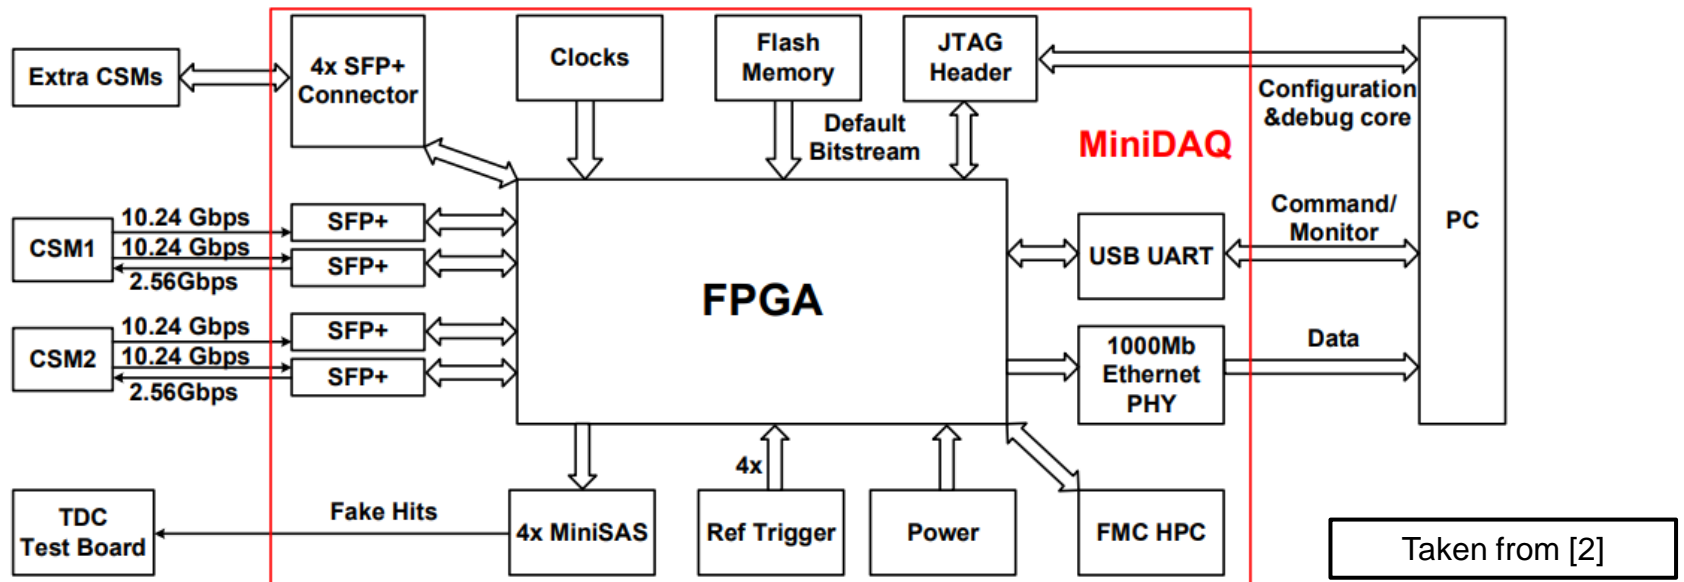 Extra CSMs
4x SFP+
Connector
Clocks
Flash
Memory
JTAG
Header
Configuration
&debug core
Default
Bitstream
MiniDAQ
CSM1
10.24 Gbps
10.24 Gbps
2.56Gbps
SFP+
SFP+
CSM2
10.24 Gbps
10.24 Gbps
2.56Gbps
SFP+
SFP+
FPGA
USB UART
Command/
Monitor
1000Mb
Ethernet
PHY
Data
PC
TDC
Test Board
Fake Hits
4x MiniSAS
4x
Ref Trigger
Power
FMC HPC
Taken from [2]